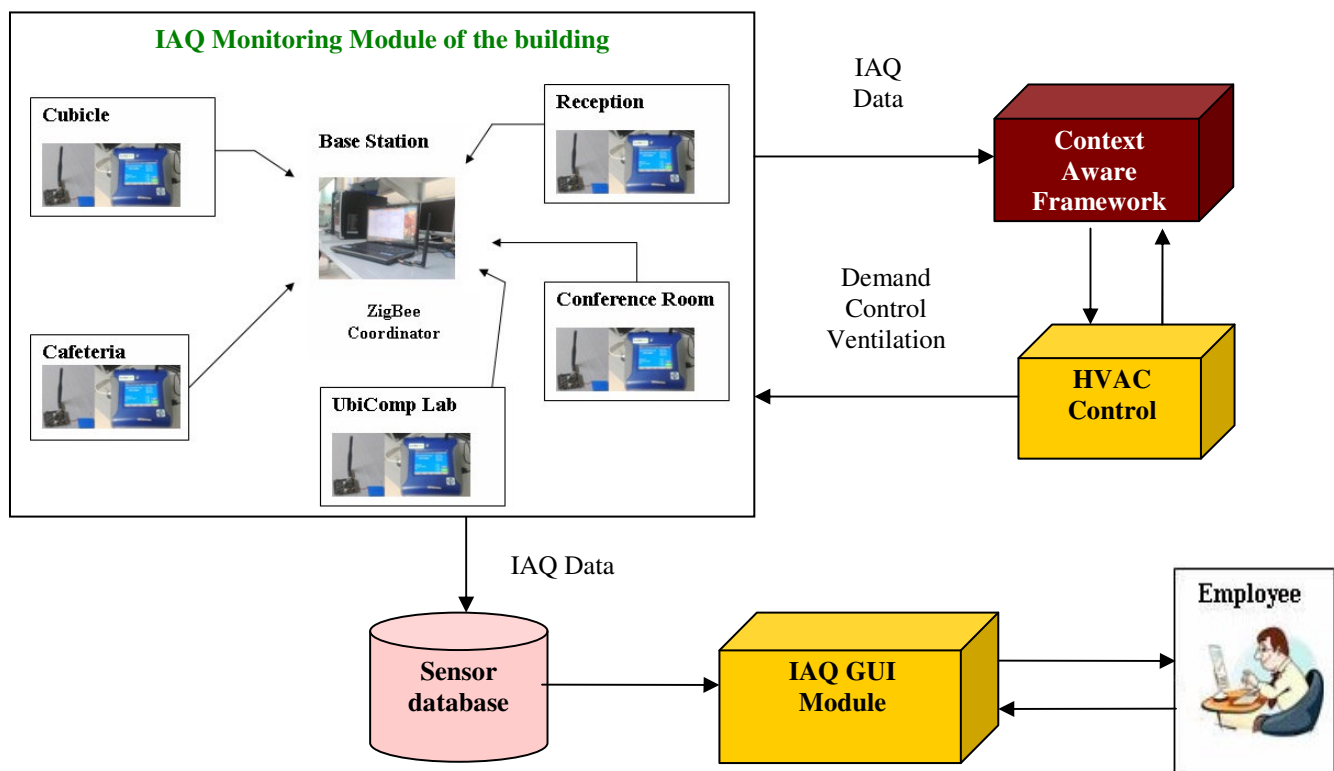 IAQ Monitoring Module of the building
Cubicle
Base Station
ZigBee
Coordinator
Reception
Conference Room
Cafeteria
UbiComp Lab
IAQ
Data
Context
Aware
Framework
Demand
Control
Ventilation
HVAC
Control
IAQ Data
Sensor
database
IAQ GUI
Module
Employee